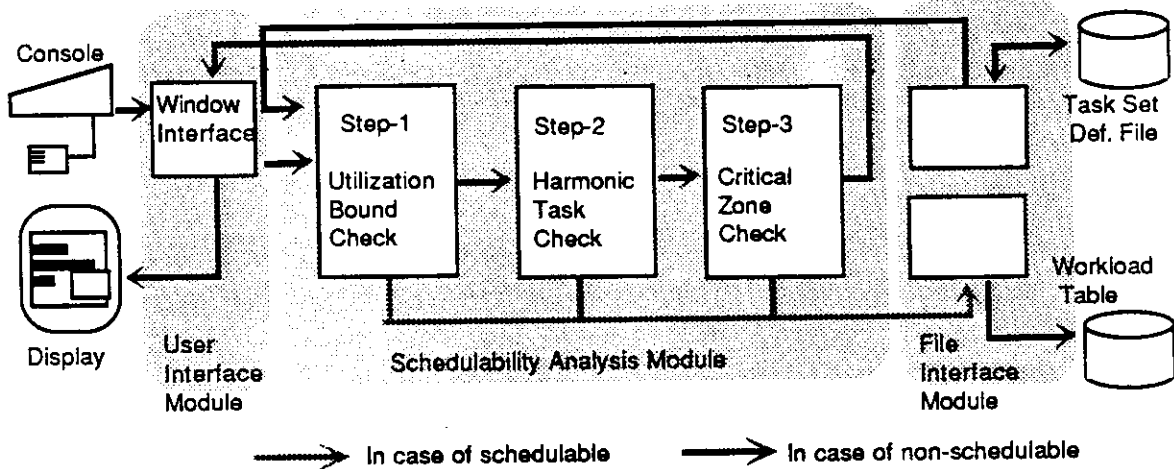 Console
Window
Interface
Step-1
Utilization
Bound
Check
Step-2
Harmonic
Task
Check
Step-3
Critical
Zone
Check
Task Set
Def. File
Workload
Table
Display
User
Interface
Module
Schedulability Analysis Module
File
Interface
Module
In case of schedulable
In case of non-schedulable